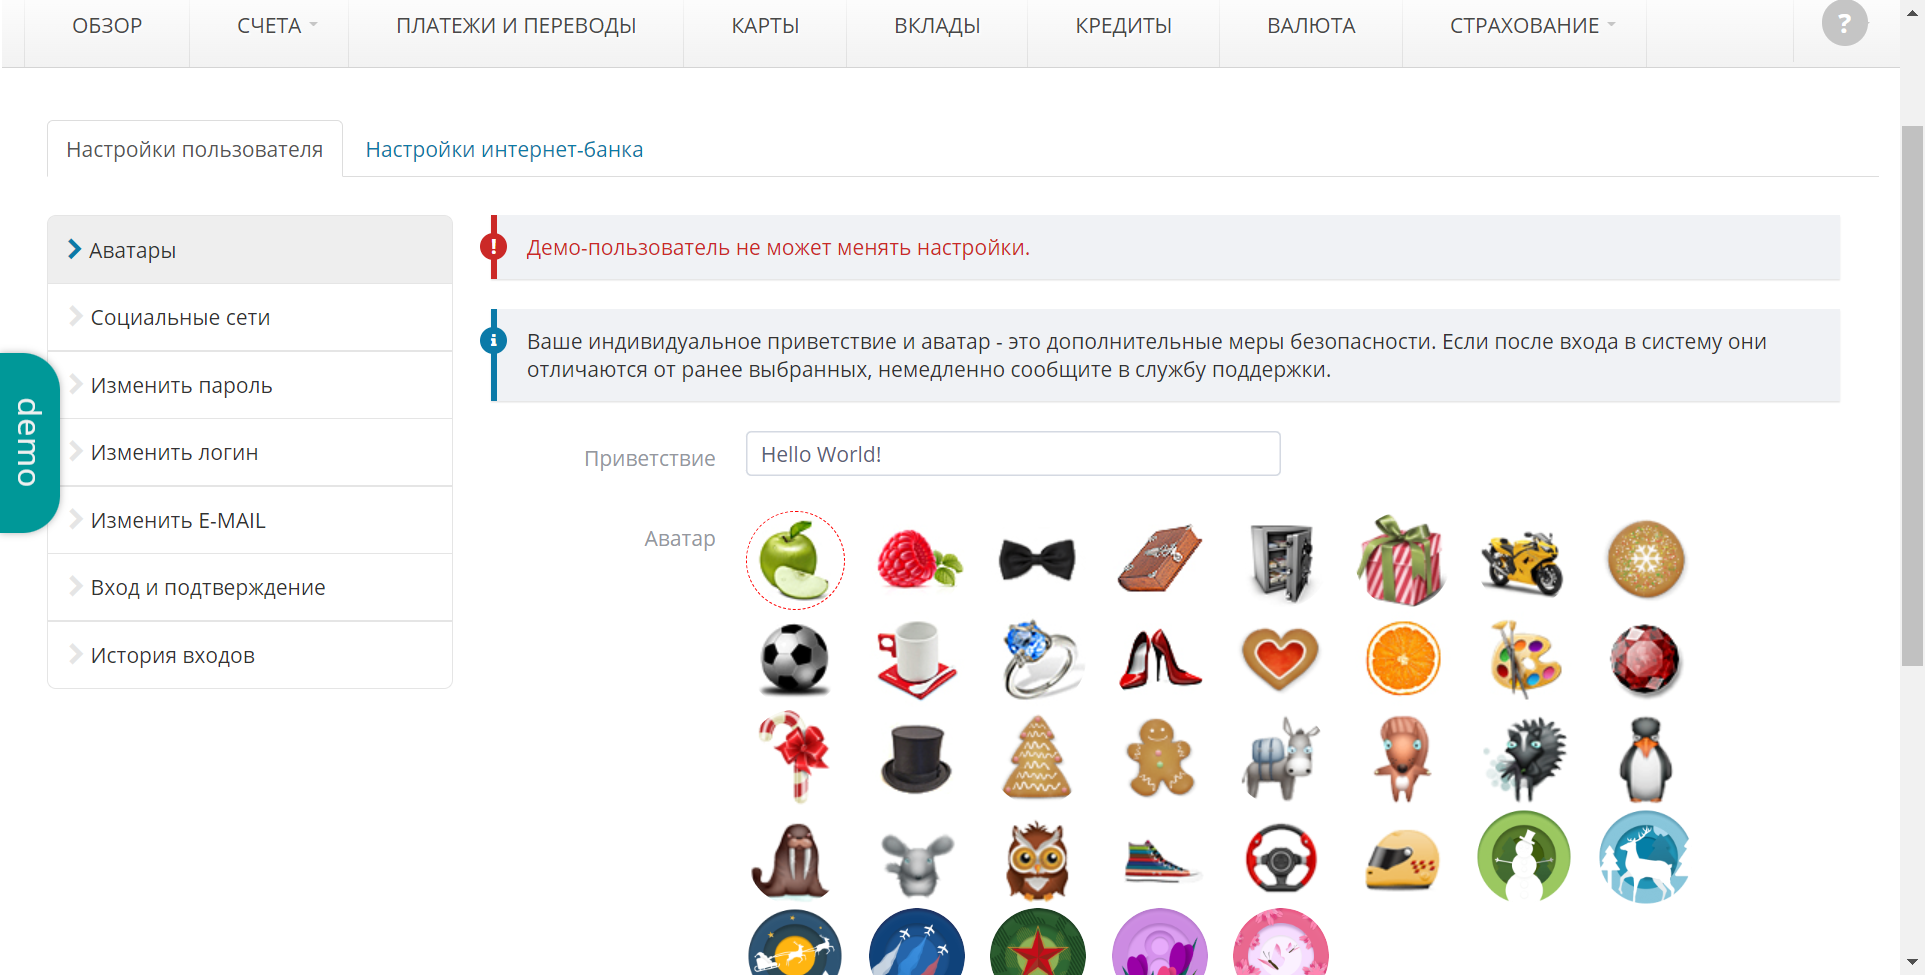 ОБЗОР СЧЕТА ПЛАТЕЖИ И ПЕРЕВОДЫ КАРТЫ ВКЛАДЫ КРЕДИТЫ ВАЛЮТА СТРАХОВАНИЕ ?
Настройки пользователя Настройки интернет-банка
Аватары
Социальные сети
Изменить пароль
Изменить логин
Изменить E-MAIL
Вход и подтверждение
История входов
demo
Демо-пользователь не может менять настройки.
Ваше индивидуальное приветствие и аватар - это дополнительные меры безопасности. Если после входа в систему они
отличаются от ранее выбранных, немедленно сообщите в службу поддержки.
Приветствие Hello World!
Аватар